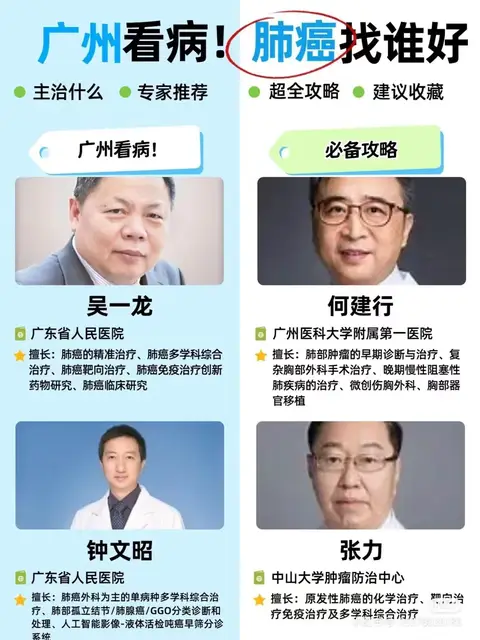 广州看病！肺癌找谁好
主治什么 专家推荐 超全攻略 建议收藏
广州看病！
必备攻略
吴一龙
广东省人民医院
擅长：肺癌的精准治疗、肺癌多学科综合
治疗、肺癌靶向治疗、肺癌免疫治疗创新
药物研究、肺癌临床研究
何建行
广州医科大学附属第一医院
擅长：肺部肿瘤的早期诊断与治疗、复
杂胸部外科手术治疗、晚期慢性阻塞性
肺疾病的治疗、微创伤胸外科、胸部器
官移植
钟文昭
广东省人民医院
擅长：肺癌外科为主的单病种多学科综合治
疗、肺部孤立结节/肺腺癌/GGO分类诊断和
处理、人工智能影像-液体活检吨癌早筛分诊
系统
张力
中山大学肿瘤防治中心
擅长：原发性肺癌的化学治疗、靶向治
疗免疫治疗及多学科综合治疗